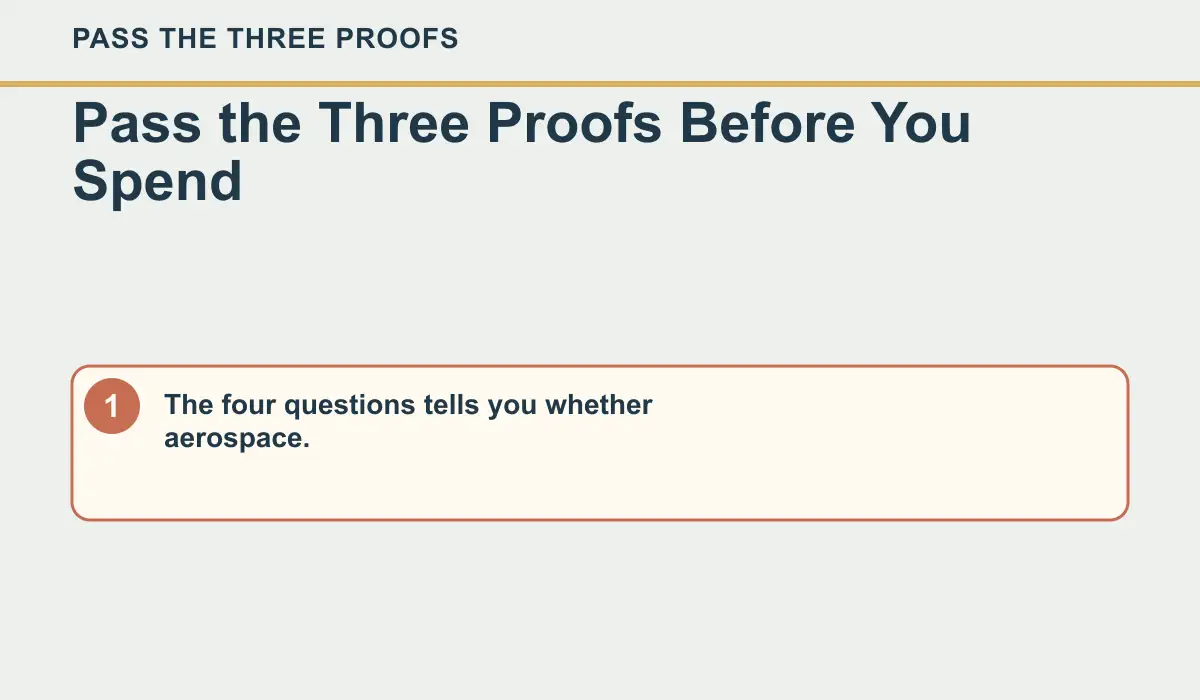 PASS THE THREE PROOFS
Pass the Three Proofs Before You
Spend
1
The four questions tells you whether
aerospace.